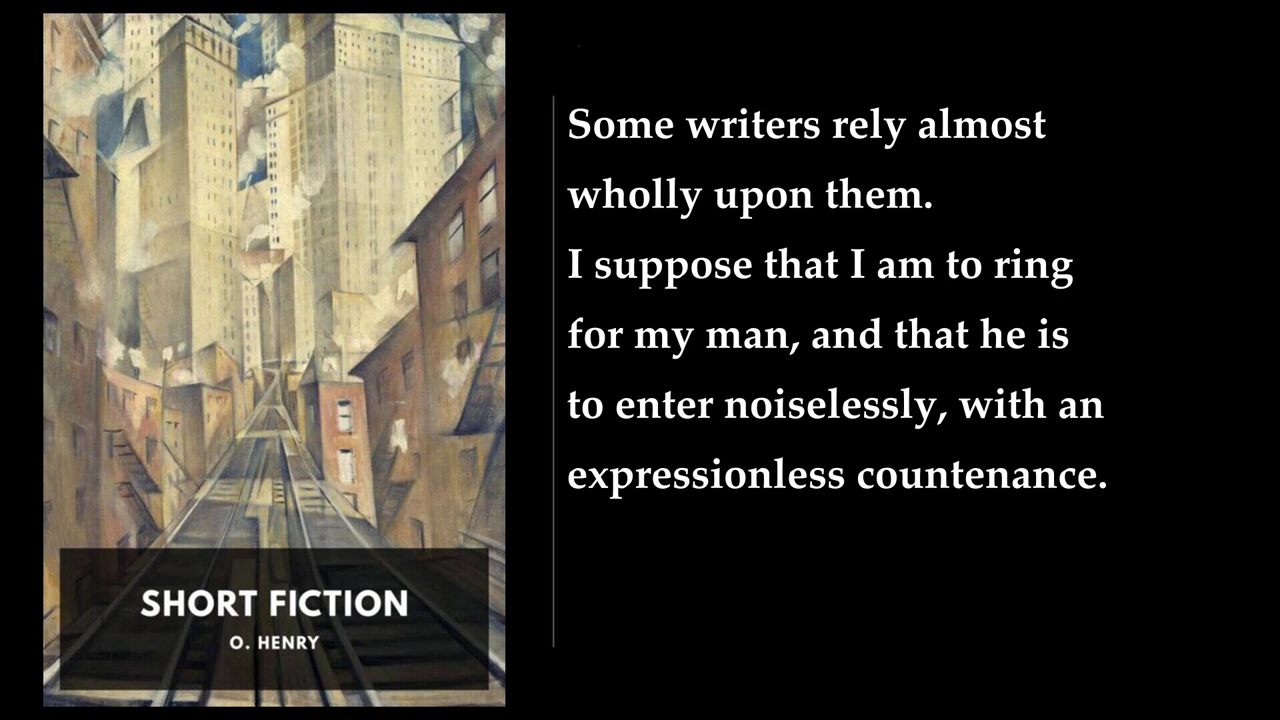 SHORT FICTION
O. HENRY
Some writers rely almost
wholly upon them.
I suppose that I am to ring
for my man, and that he is
to enter noiselessly, with an
expressionless countenance.